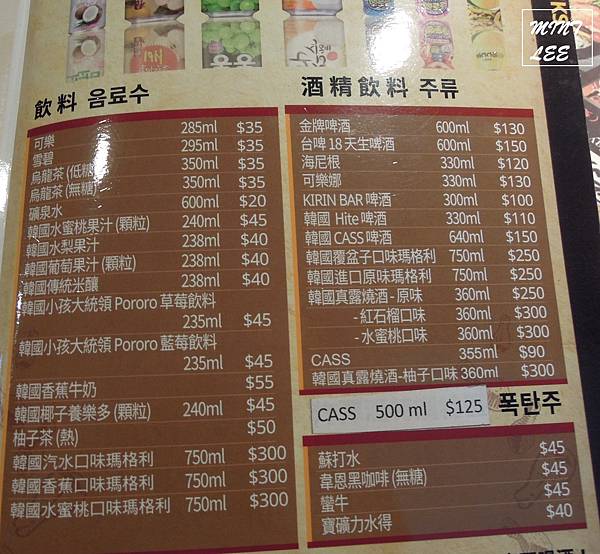 MINT
LEE
飲料 음료수
可樂 285ml $35
雪碧 295ml $35
烏龍茶 (低糖) 350ml $35
烏龍茶 (無糖) 350ml $35
礦泉水 600ml $20
韓國水蜜桃果汁 (顆粒) 240ml $45
韓國水梨果汁 238ml $40
韓國葡萄果汁 (顆粒) 238ml $40
韓國傳統米釀 238ml $40
韓國小孩大統領 Pororo 草莓飲料
235ml $45
韓國小孩大統領 Pororo 藍莓飲料
235ml $45
韓國香蕉牛奶 $55
韓國椰子養樂多 (顆粒) 240ml $45
柚子茶 (熱) $50
韓國汽水口味瑪格利 750ml $300
韓國香蕉口味瑪格利 750ml $300
韓國水蜜桃口味瑪格利 750ml $300
酒精飲料 주류
金牌啤酒 600ml $130
台啤 18 天生啤酒 600ml $150
海尼根 330ml $120
可樂娜 330ml $130
KIRIN BAR 啤酒 300ml $100
韓國 Hite 啤酒 330ml $110
韓國 CASS 啤酒 640ml $150
韓國覆盆子口味瑪格利 750ml $250
韓國進口原味瑪格利 750ml $250
韓國真露燒酒 - 原味 360ml $250
- 紅石榴口味 360ml $300
- 水蜜桃口味 360ml $300
CASS 355ml $90
韓國真露燒酒-柚子口味 360ml $300
CASS 500 ml $125 폭탄주
蘇打水 $45
韋恩黑咖啡 (無糖) $45
蠻牛 $45
寶礦力水得 $40